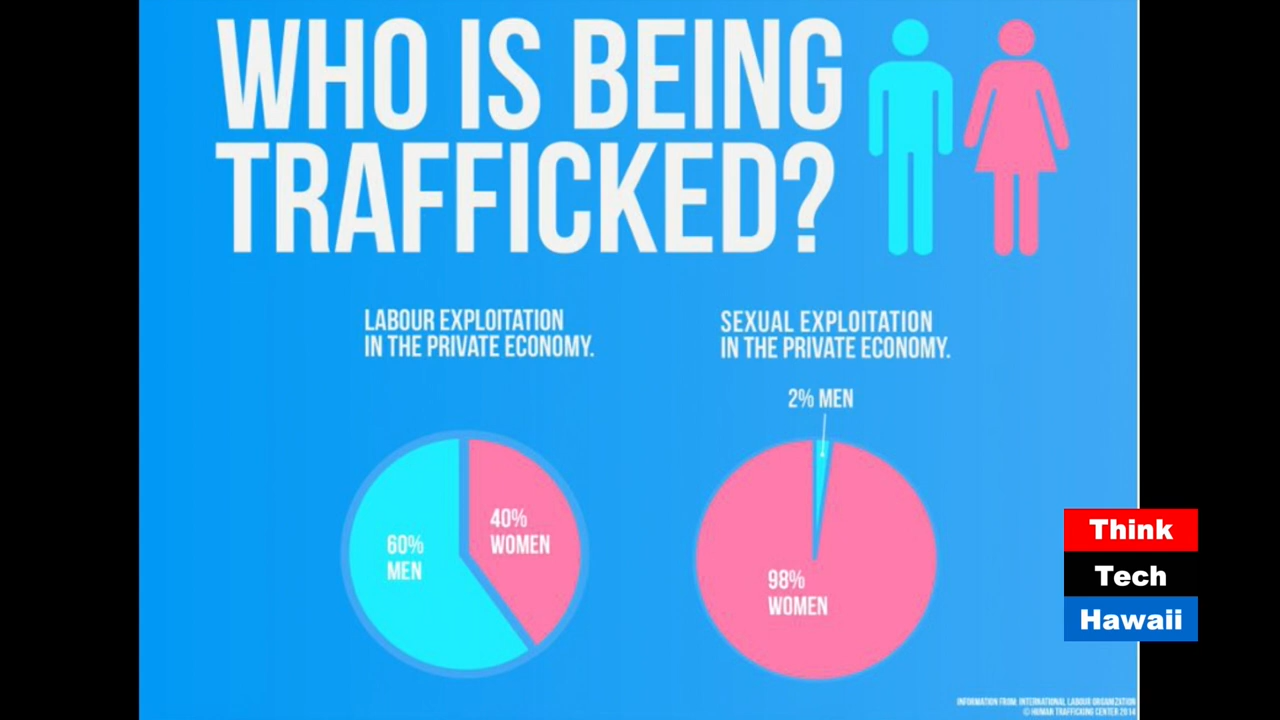 WHO IS BEING
TRAFFICKED?
LABOUR EXPLOITATION
IN THE PRIVATE ECONOMY.
SEXUAL EXPLOITATION
IN THE PRIVATE ECONOMY.
2% MEN
60%
MEN
40%
WOMEN
98%
WOMEN
Think
Tech
Hawaii
INFORMATION FROM: INTERNATIONAL LABOUR ORGANIZATION
© HUMAN TRAFFICKING CENTER 2014